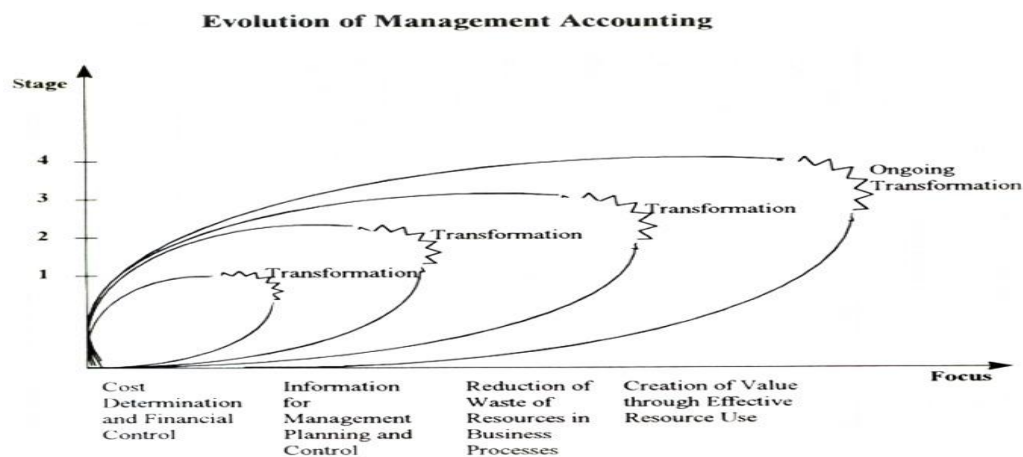 Evolution of Management Accounting
Stage
4
Ongoing
Transformation
3
Transformation
2
Transformation
1
Transformation
Focus
Cost
Determination
and Financial
Control
Information
for
Management
Planning and
Control
Reduction of
Waste of
Resources in
Business
Processes
Creation of Value
through Effective
Resource Use